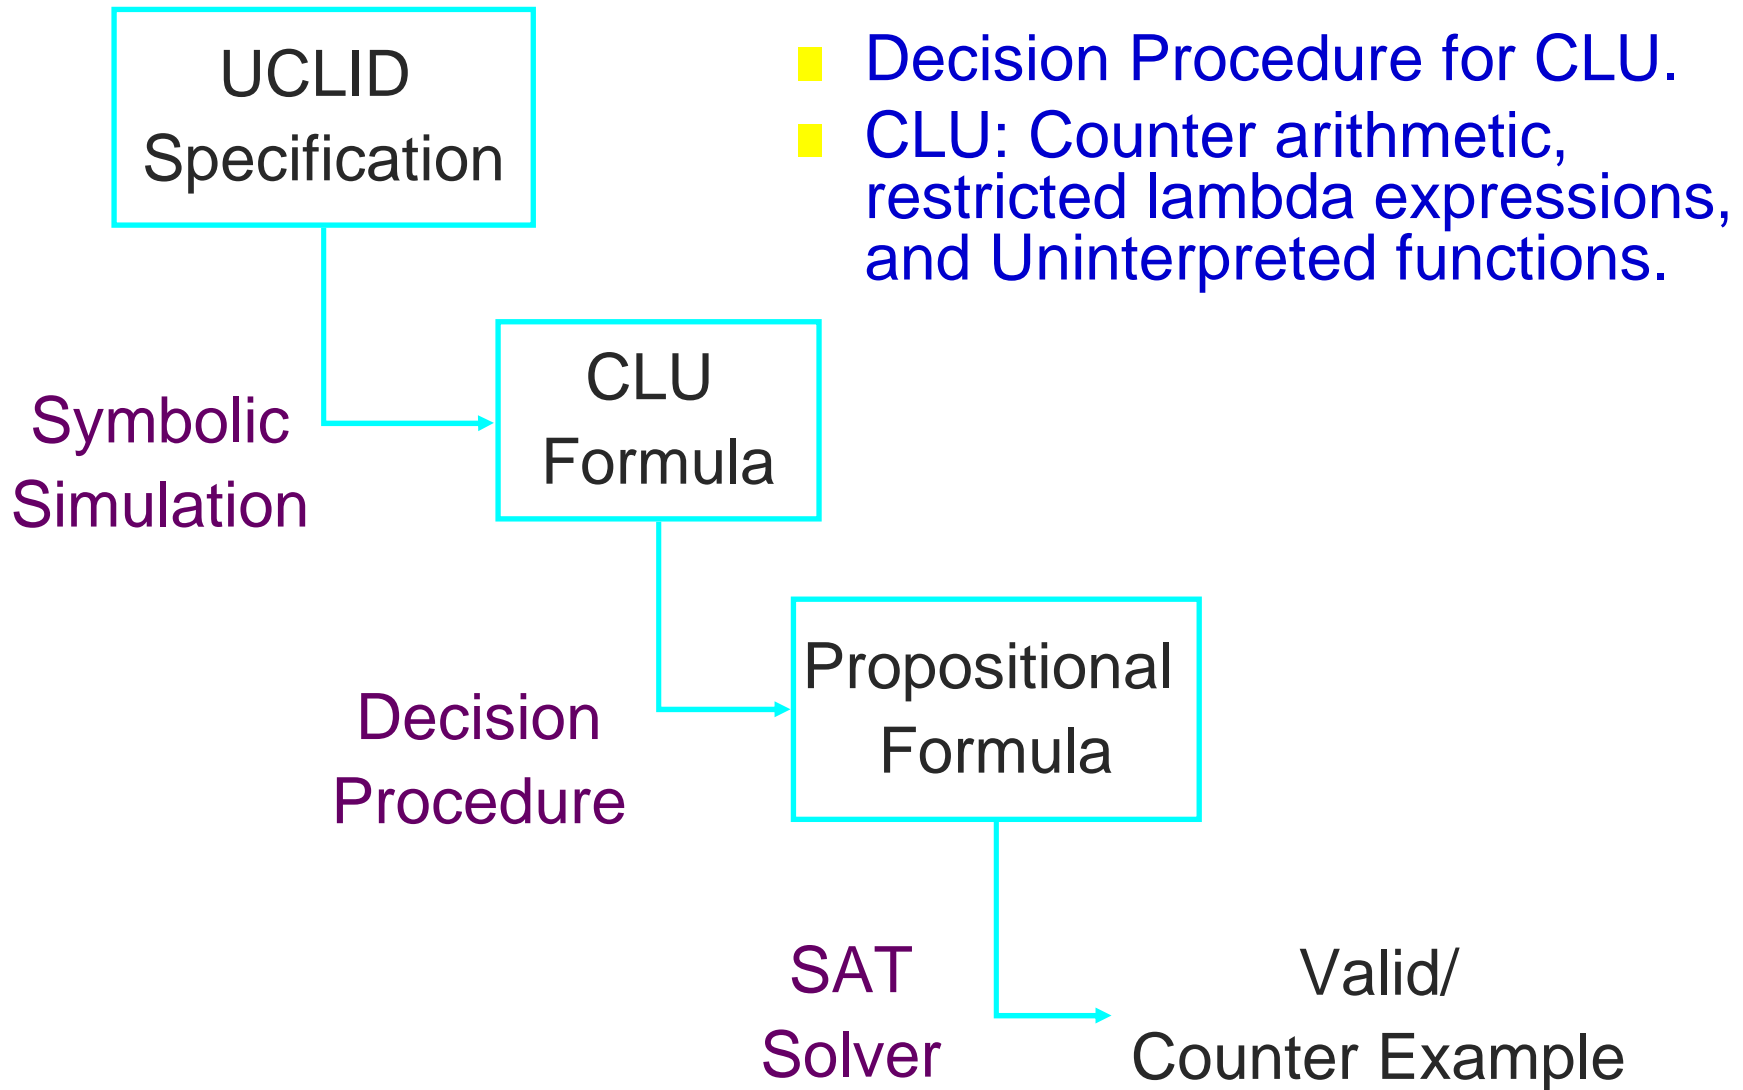 UCLID
Specification
Decision Procedure for CLU.
CLU: Counter arithmetic,
restricted lambda expressions,
and Uninterpreted functions.
CLU
Formula
Symbolic
Simulation
Propositional
Formula
Decision
Procedure
SAT
Solver
Valid/
Counter Example